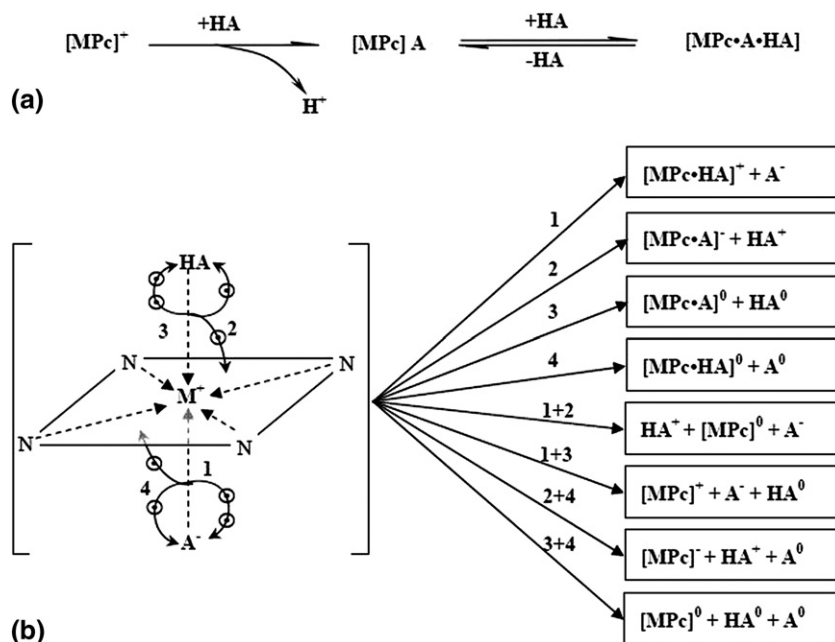 +HA +HA
[MPc]⁺ [MPc] A [MPc•A•HA]
-HA
H⁺
(a)
[MPc•HA]⁺ + A⁻
1
[MPc•A]⁻ + HA⁺
2
HA
[MPc•A]⁰ + HA⁰
3
3 2
[MPc•HA]⁰ + A⁰
4
N N
M⁺
HA⁺ + [MPc]⁰ + A⁻
1+2
N N
[MPc]⁺ + A⁻ + HA⁰
1+3
1
4
2+4
[MPc]⁻ + HA⁺ + A⁰
A⁻
3+4
[MPc]⁰ + HA⁰ + A⁰
(b)